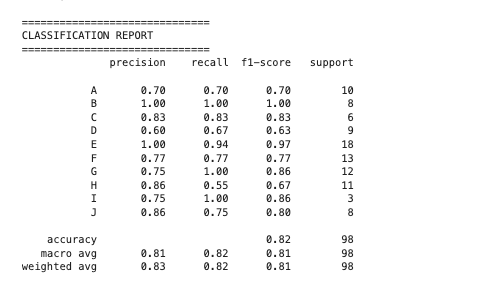 ==============================
CLASSIFICATION REPORT
==============================
              precision    recall  f1-score   support

           A       0.70      0.70      0.70        10
           B       1.00      1.00      1.00         8
           C       0.83      0.83      0.83         6
           D       0.60      0.67      0.63         9
           E       1.00      0.94      0.97        18
           F       0.77      0.77      0.77        13
           G       0.75      1.00      0.86        12
           H       0.86      0.55      0.67        11
           I       0.75      1.00      0.86         3
           J       0.86      0.75      0.80         8

    accuracy                           0.82        98
   macro avg       0.81      0.82      0.81        98
weighted avg       0.83      0.82      0.81        98